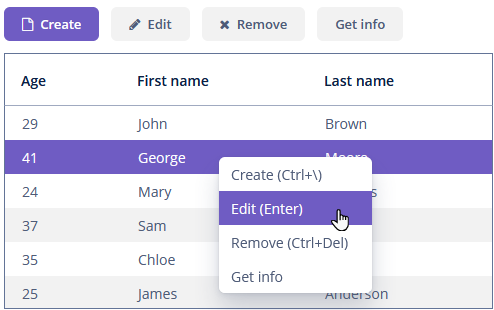 Create Edit Remove Get info
Age First name Last name
29 John Brown
41 George
24 Mary
37 Sam
35 Chloe
25 James Anderson
Create (Ctrl+\)
Edit (Enter)
Remove (Ctrl+Del)
Get info